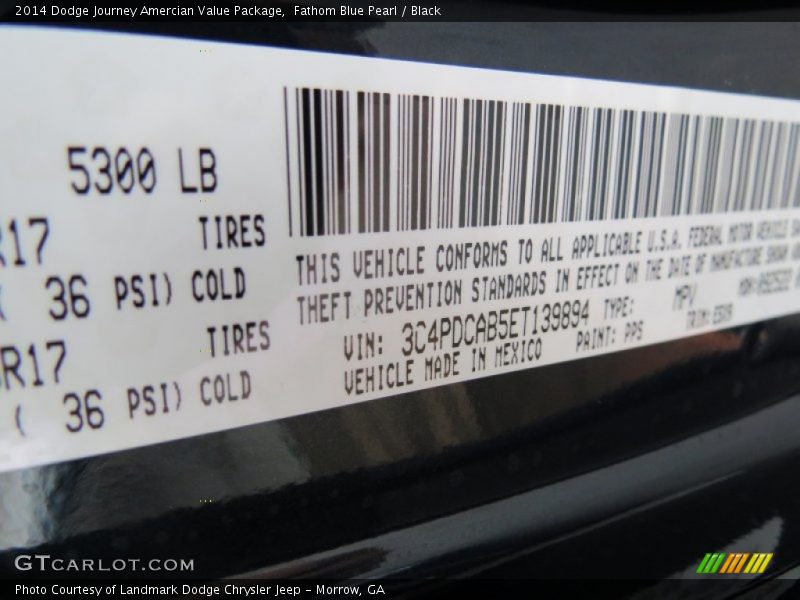 2014 Dodge Journey Amercian Value Package, Fathom Blue Pearl / Black
5300 LB
R17 TIRES
( 36 PSI) COLD
R17 TIRES
( 36 PSI) COLD
THIS VEHICLE CONFORMS TO ALL APPLICABLE U.S.A. FEDERAL MOTOR VEHICLE
THEFT PREVENTION STANDARDS IN EFFECT ON THE DATE OF MANUFACTURE SHOWN
VIN: 3C4PDCAB5ET139894 TYPE: MPV
VEHICLE MADE IN MEXICO PAINT: PPS TRIM:
GTCARLOT.COM
Photo Courtesy of Landmark Dodge Chrysler Jeep - Morrow, GA